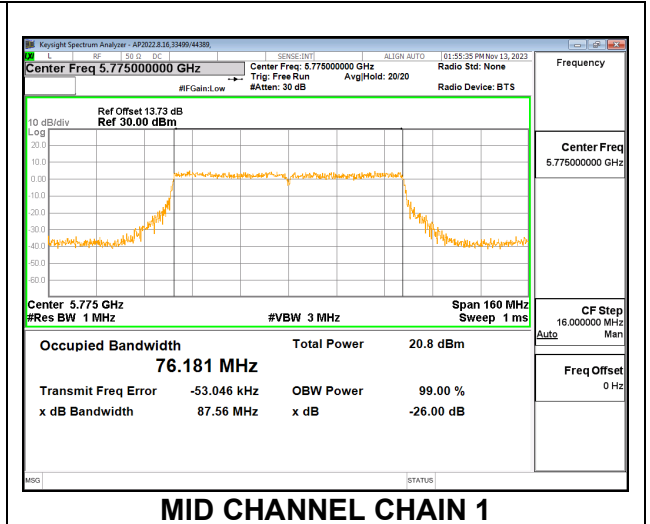 Keysight Spectrum Analyzer - AP2022.8.16,33499/44389,
LXI L RF 50 Ω DC SENSE:INT ALIGN AUTO 01:55:35 PM Nov 13, 2023
Center Freq 5.775000000 GHz
Center Freq: 5.775000000 GHz Radio Std: None
Trig: Free Run Avg|Hold: 20/20
#IFGain:Low #Atten: 30 dB Radio Device: BTS
Frequency
Ref Offset 13.73 dB
10 dB/div Ref 30.00 dBm
Log
20.0
10.0
0.00
-10.0
-20.0
-30.0
-40.0
-50.0
-60.0
Center Freq
5.775000000 GHz
Center 5.775 GHz Span 160 MHz
#Res BW 1 MHz #VBW 3 MHz Sweep 1 ms
CF Step
16.000000 MHz
Auto Man
Occupied Bandwidth Total Power 20.8 dBm
76.181 MHz
Transmit Freq Error -53.046 kHz OBW Power 99.00 %
x dB Bandwidth 87.56 MHz x dB -26.00 dB
Freq Offset
0 Hz
MSG STATUS
MID CHANNEL CHAIN 1